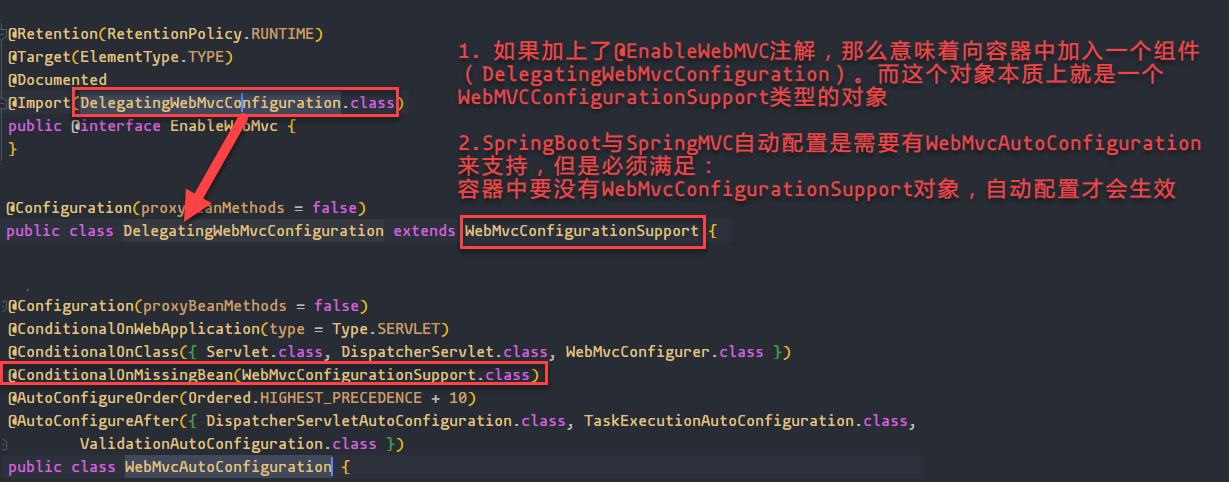 @Retention(RetentionPolicy.RUNTIME)
@Target(ElementType.TYPE)
@Documented
@Import(DelegatingWebMvcConfiguration.class)
public @interface EnableWebMvc {
}
1. 如果加上了@EnableWebMVC注解，那么意味着向容器中加入一个组件
（DelegatingWebMvcConfiguration）。而这个对象本质上就是一个
WebMVCConfigurationSupport类型的对象
2.SpringBoot与SpringMVC自动配置是需要有WebMvcAutoConfiguration
来支持，但是必须满足：
容器中要没有WebMvcConfigurationSupport对象，自动配置才会生效
@Configuration(proxyBeanMethods = false)
public class DelegatingWebMvcConfiguration extends WebMvcConfigurationSupport {
@Configuration(proxyBeanMethods = false)
@ConditionalOnWebApplication(type = Type.SERVLET)
@ConditionalOnClass({ Servlet.class, DispatcherServlet.class, WebMvcConfigurer.class })
@ConditionalOnMissingBean(WebMvcConfigurationSupport.class)
@AutoConfigureOrder(Ordered.HIGHEST_PRECEDENCE + 10)
@AutoConfigureAfter({ DispatcherServletAutoConfiguration.class, TaskExecutionAutoConfiguration.class,
ValidationAutoConfiguration.class })
public class WebMvcAutoConfiguration {